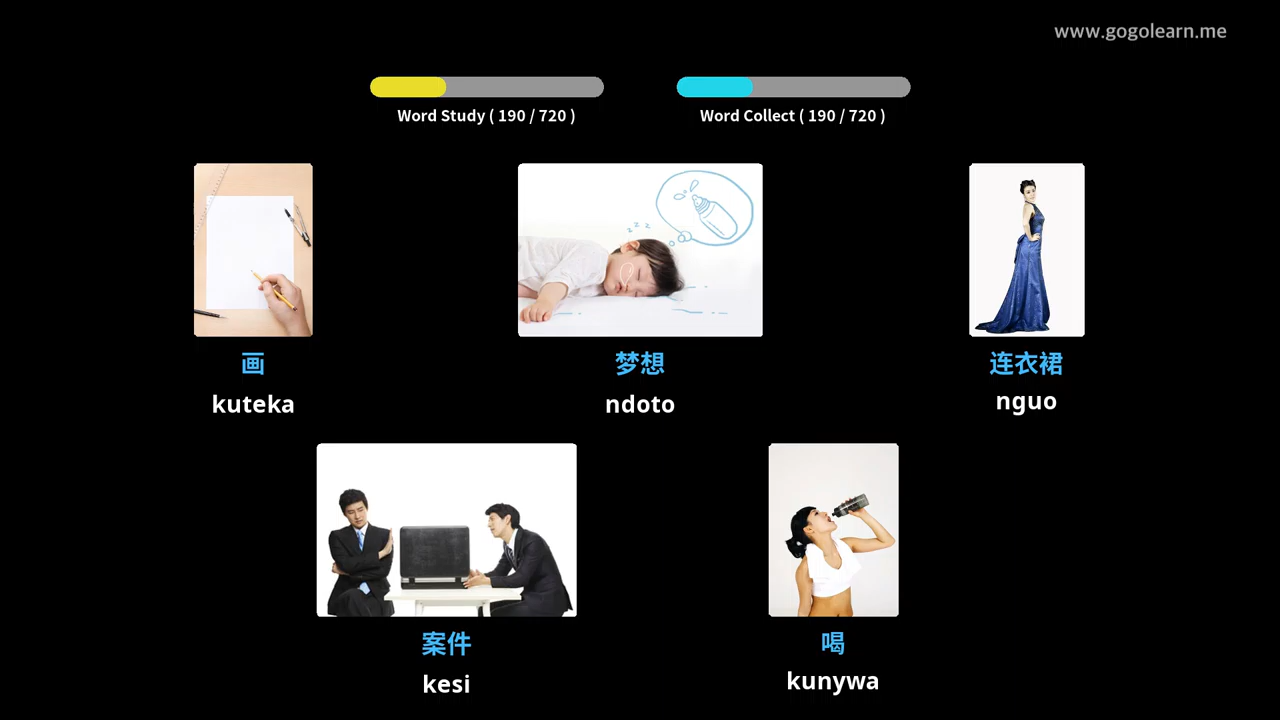 www.gogolearn.me
Word Study ( 190 / 720 )
Word Collect ( 190 / 720 )
画
kuteka
梦想
ndoto
连衣裙
nguo
案件
kesi
喝
kunywa